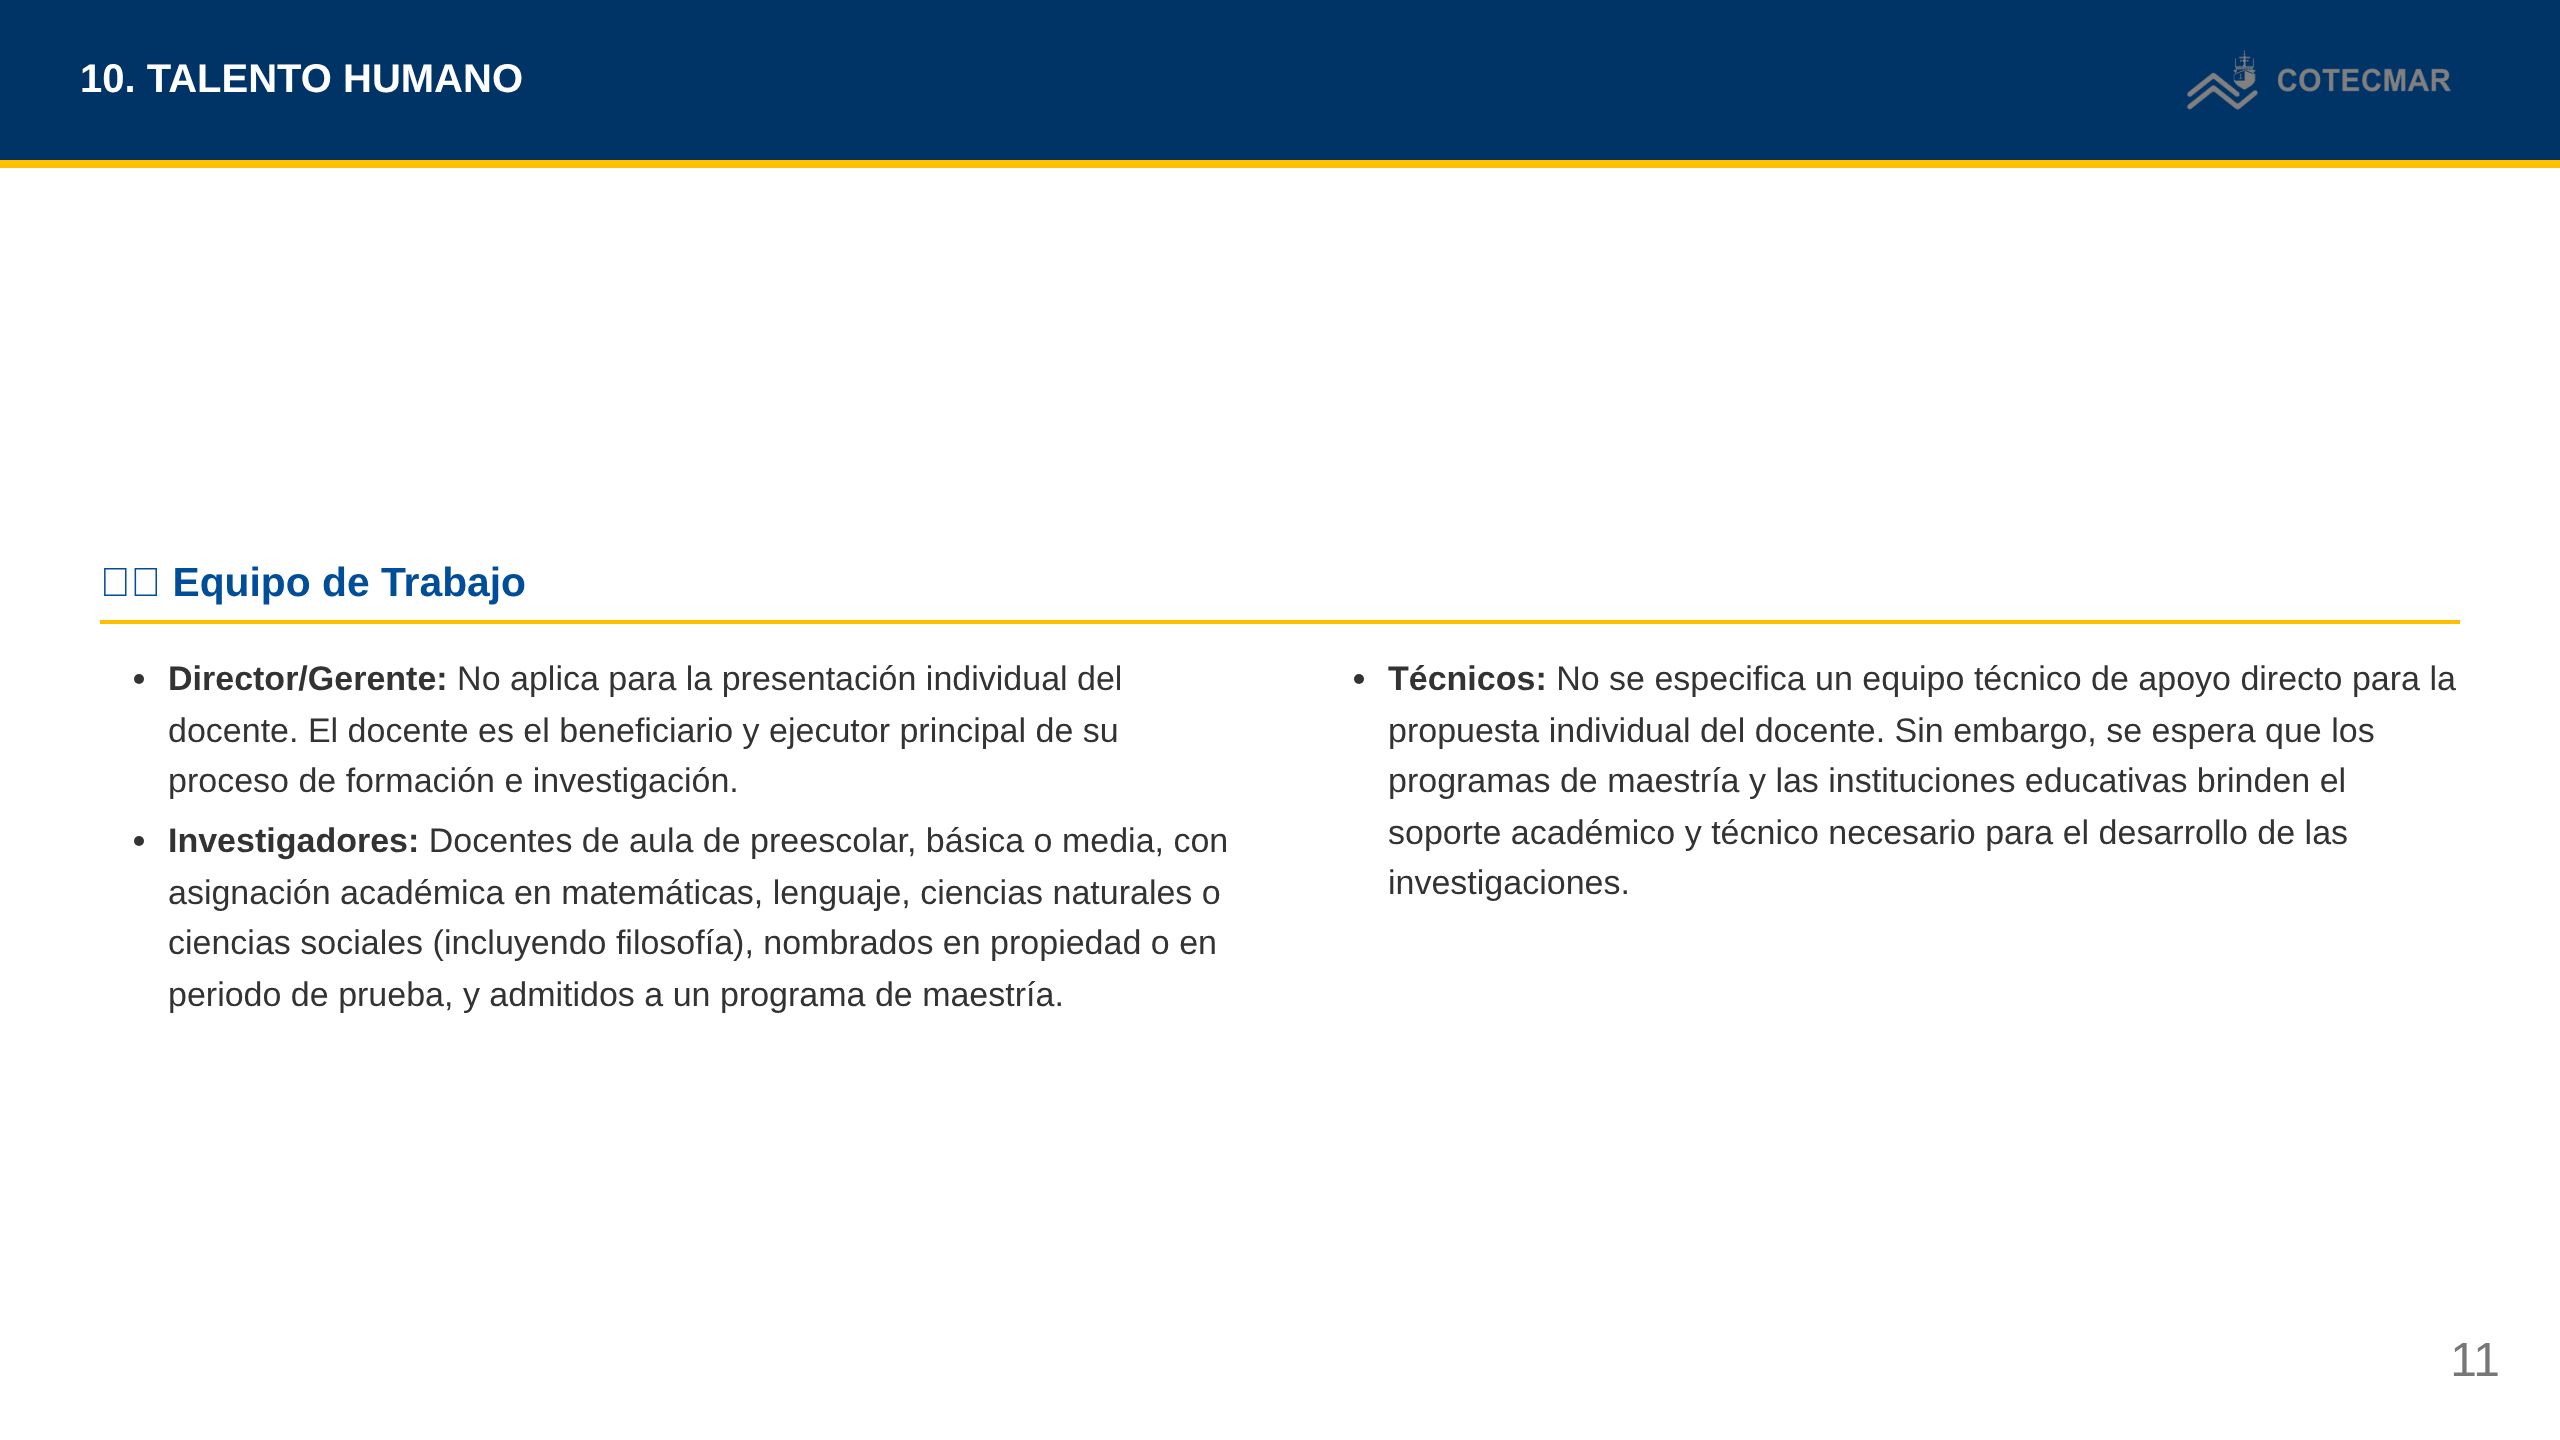 10. TALENTO HUMANO
COTECMAR
Equipo de Trabajo
• Director/Gerente: No aplica para la presentación individual del
docente. El docente es el beneficiario y ejecutor principal de su
proceso de formación e investigación.
• Investigadores: Docentes de aula de preescolar, básica o media, con
asignación académica en matemáticas, lenguaje, ciencias naturales o
ciencias sociales (incluyendo filosofía), nombrados en propiedad o en
periodo de prueba, y admitidos a un programa de maestría.
• Técnicos: No se especifica un equipo técnico de apoyo directo para la
propuesta individual del docente. Sin embargo, se espera que los
programas de maestría y las instituciones educativas brinden el
soporte académico y técnico necesario para el desarrollo de las
investigaciones.
11